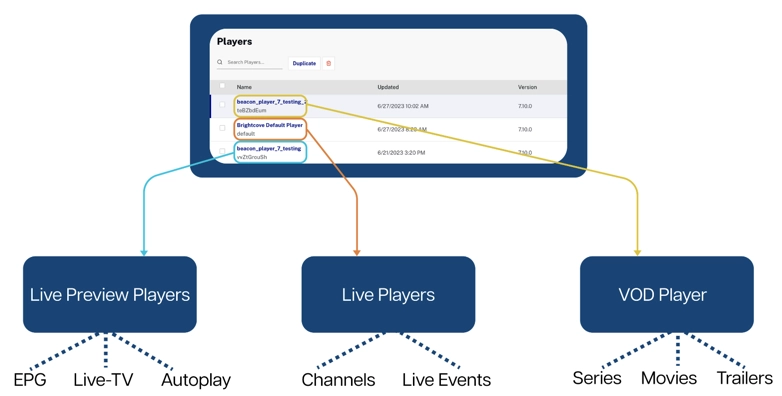 Players
Search Players...
Duplicate
Name Updated Version
beacon_player_7_testing_2
6/27/2023 10:02 AM 7.10.0
Brightcove Default Player
default
6/27/2023 8:20 AM 7.10.0
beacon_player_7_testing
6/21/2023 3:20 PM 7.10.0
Live Preview Players
Live Players
VOD Player
EPG Live-TV Autoplay
Channels Live Events
Series Movies Trailers